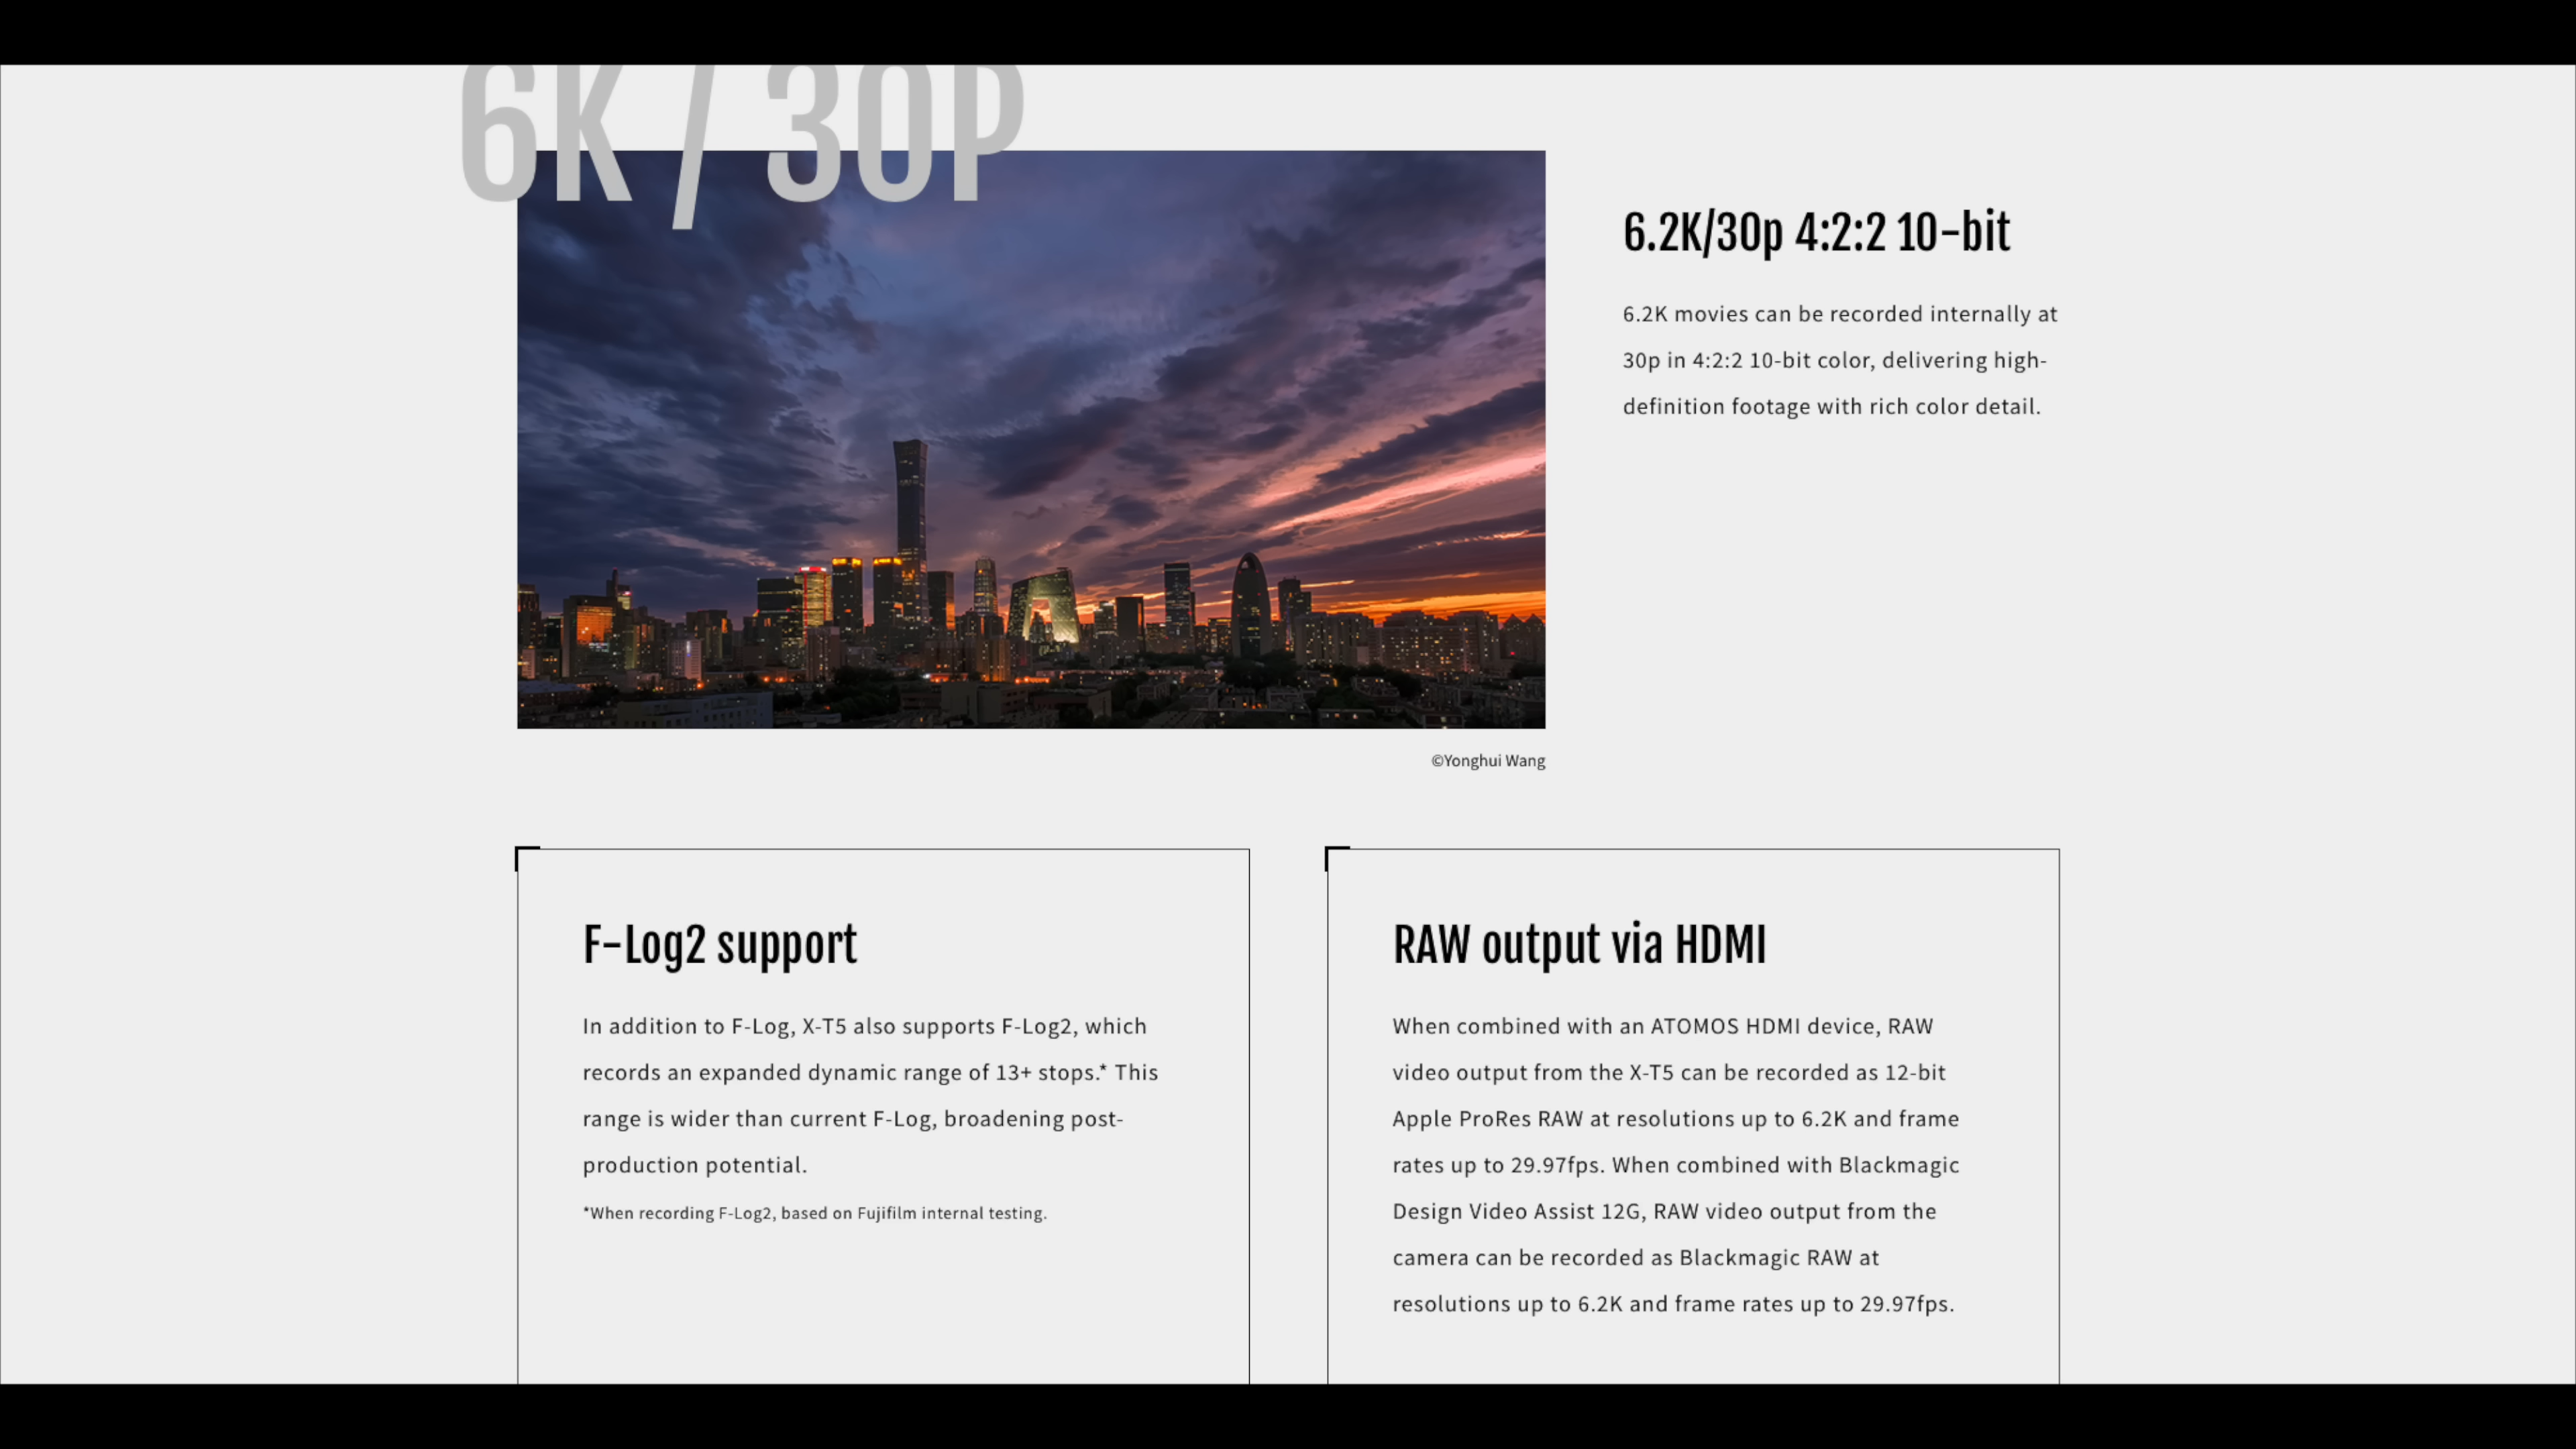 6K / 30P
6.2K/30p 4:2:2 10-bit
6.2K movies can be recorded internally at
30p in 4:2:2 10-bit color, delivering high-
definition footage with rich color detail.
©Yonghui Wang
F-Log2 support
In addition to F-Log, X-T5 also supports F-Log2, which
records an expanded dynamic range of 13+ stops.* This
range is wider than current F-Log, broadening post-
production potential.
*When recording F-Log2, based on Fujifilm internal testing.
RAW output via HDMI
When combined with an ATOMOS HDMI device, RAW
video output from the X-T5 can be recorded as 12-bit
Apple ProRes RAW at resolutions up to 6.2K and frame
rates up to 29.97fps. When combined with Blackmagic
Design Video Assist 12G, RAW video output from the
camera can be recorded as Blackmagic RAW at
resolutions up to 6.2K and frame rates up to 29.97fps.